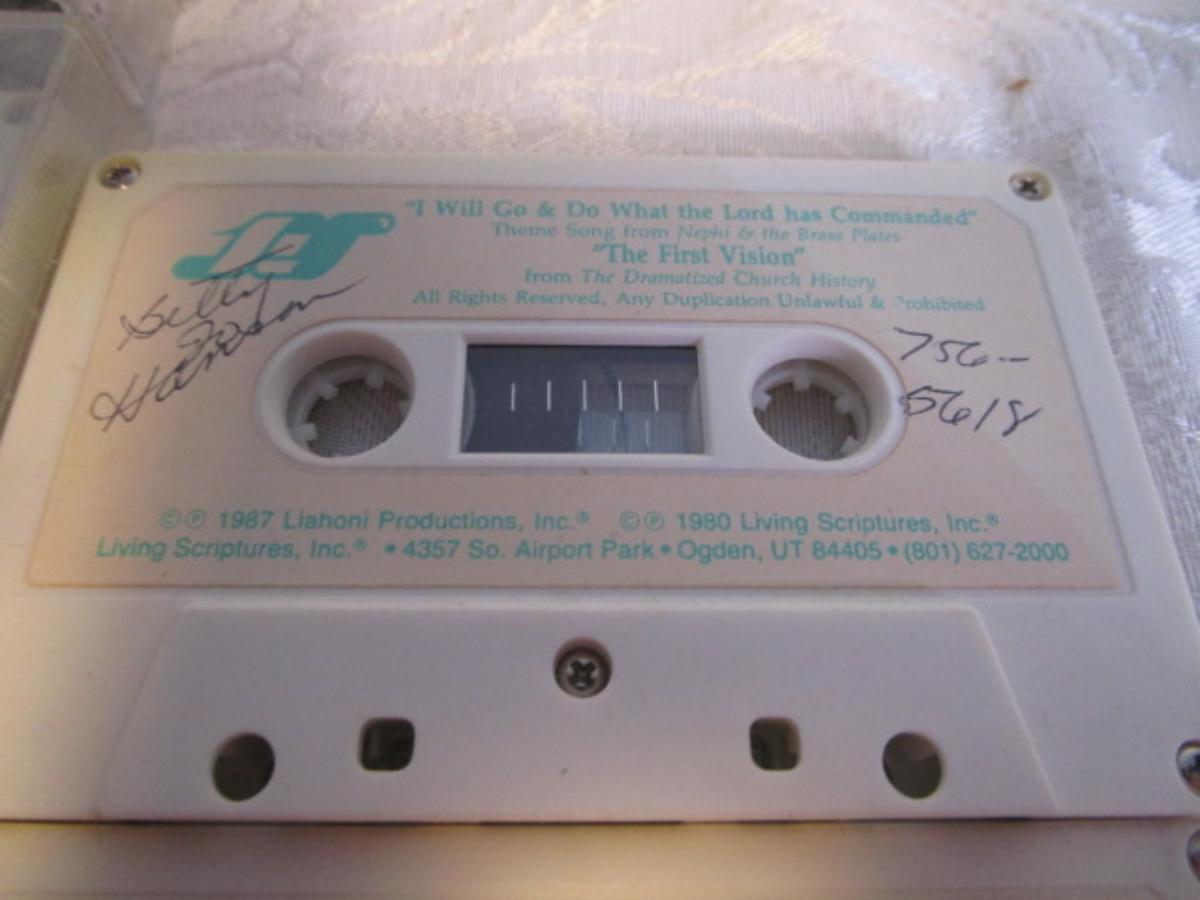 "I Will Go & Do What the Lord has Commanded"
Theme Song from Nephi & the Brass Plates
"The First Vision"
from The Dramatized Church History
All Rights Reserved, Any Duplication Unlawful & Prohibited
756--
5618
©℗ 1987 Liahoni Productions, Inc.® ©℗ 1980 Living Scriptures, Inc.®
Living Scriptures, Inc.® • 4357 So. Airport Park • Ogden, UT 84405 • (801) 627-2000